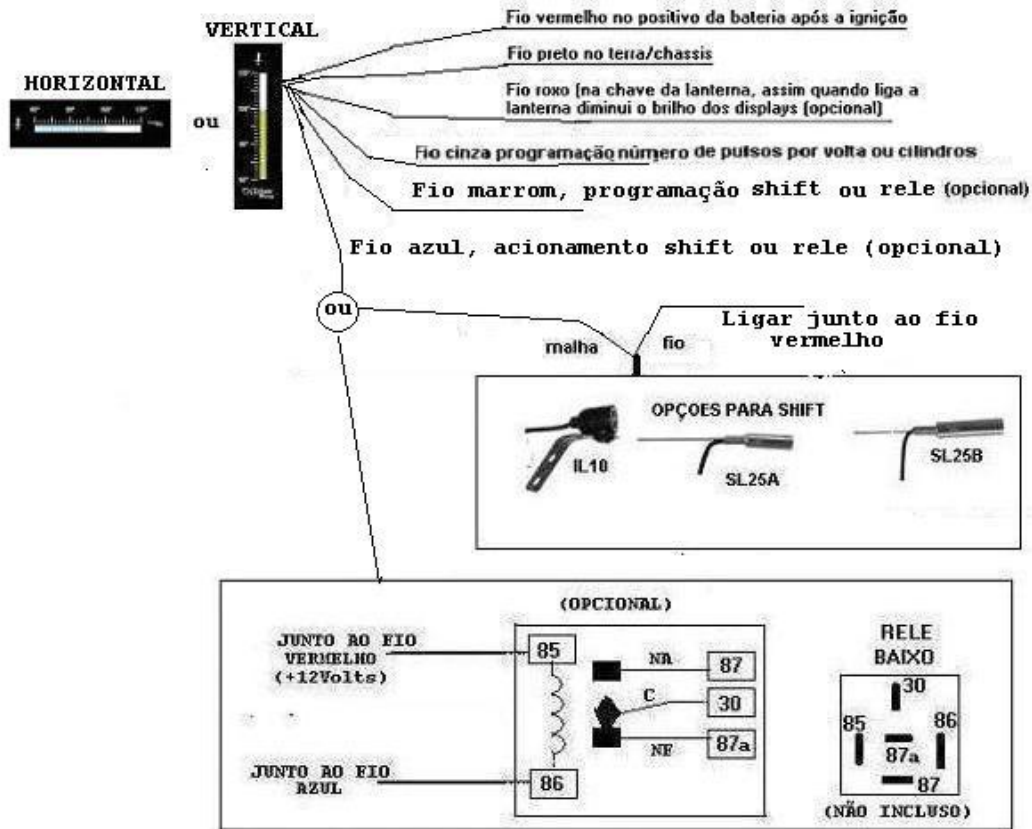 VERTICAL
HORIZONTAL
ou
Fio vermelho no positivo da bateria após a ignição
Fio preto no terra/chassis
Fio roxo (na chave da lanterna, assim quando liga a
lanterna diminui o brilho dos displays (opcional)
Fio cinza programação número de pulsos por volta ou cilindros
Fio marrom, programação shift ou rele (opcional)
Fio azul, acionamento shift ou rele (opcional)
ou
malha
fio
Ligar junto ao fio
vermelho
OPÇOES PARA SHIFT
IL10
SL25A
SL25B
(OPCIONAL)
JUNTO AO FIO
VERMELHO
(+12Volts)
85
NA
87
C
30
NF
87a
JUNTO AO FIO
AZUL
86
RELE
BAIXO
30
85
86
87a
87
(NÃO INCLUSO)